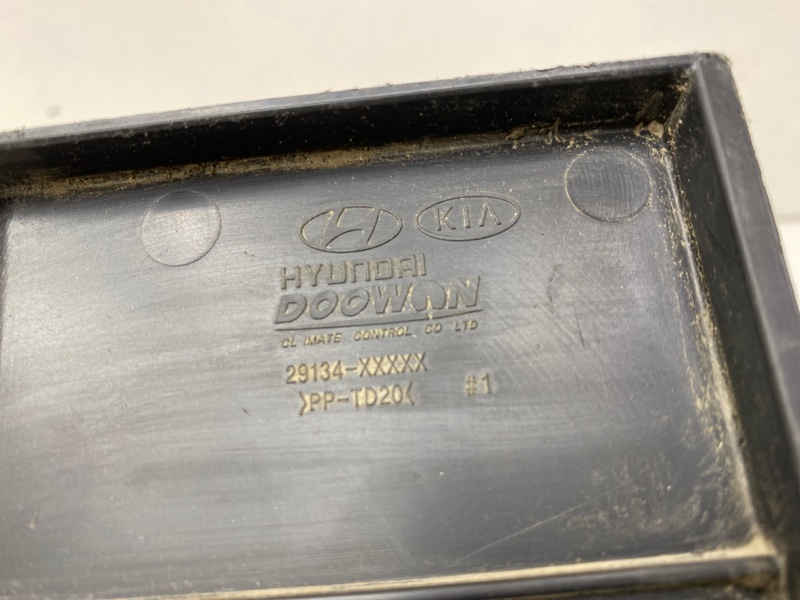 KIA
HYUNDAI
DOOWON
CLIMATE CONTROL CO LTD
29134-XXXXX
>PP-TD20< #1